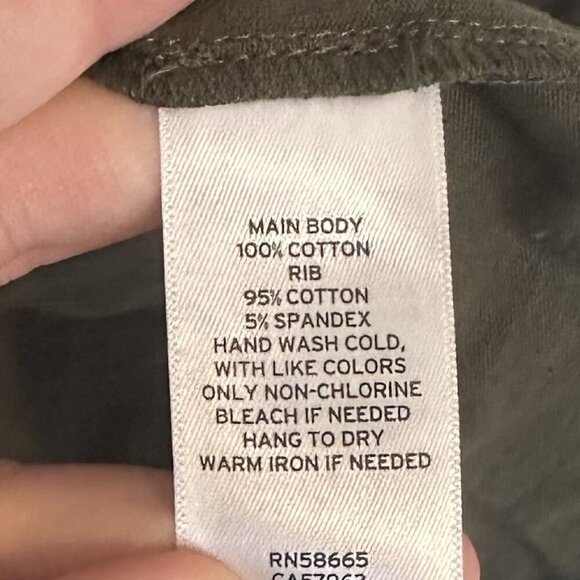 MAIN BODY
100% COTTON
RIB
95% COTTON
5% SPANDEX
HAND WASH COLD,
WITH LIKE COLORS
ONLY NON-CHLORINE
BLEACH IF NEEDED
HANG TO DRY
WARM IRON IF NEEDED
RN58665